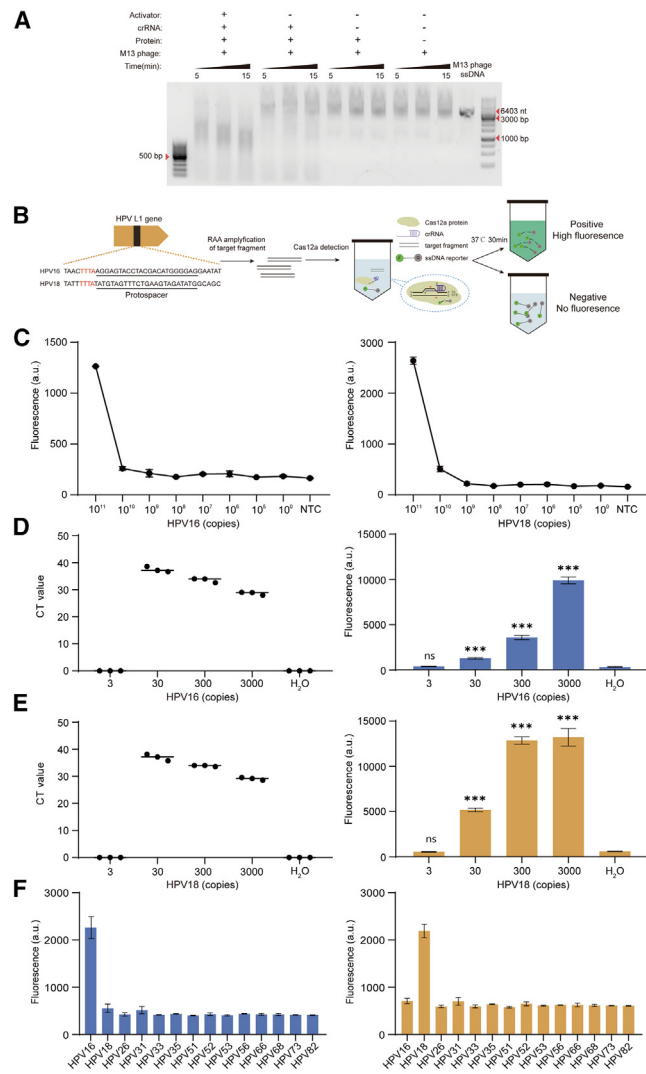 A
Activator: + - - -
crRNA: + + - -
Protein: + + + -
M13 phage: + + + +
Time(min): M13 phage
5 15 5 15 5 15 5 15 ssDNA
6403 nt
3000 bp
1000 bp
500 bp
B
HPV L1 gene
RAA amplyfication
of target fragment
Cas12a detection
Cas12a protein
crRNA
target fragment
ssDNA reporter
37℃ 30min
Positive
High fluoresence
Negative
No fluoresence
HPV16 TAACTTTAAGGAGTACCTACGACATGGGGAGGAATAT
HPV18 TATTTTTATATGTAGTTTCTGAAGTAGATATGGCAGC
Protospacer
C
Fluorescence (a.u.)
1500
1000
500
0
10¹¹ 10¹⁰ 10⁹ 10⁸ 10⁷ 10⁶ 10⁵ 10⁰ NTC
HPV16 (copies)
Fluorescence (a.u.)
3000
2000
1000
0
10¹¹ 10¹⁰ 10⁹ 10⁸ 10⁷ 10⁶ 10⁵ 10⁰ NTC
HPV18 (copies)
D
CT value
50
40
30
20
10
0
3 30 300 3000 H₂O
HPV16 (copies)
Fluorescence (a.u.)
15000
10000
5000
0
ns *** *** ***
3 30 300 3000 H₂O
HPV16 (copies)
E
CT value
50
40
30
20
10
0
3 30 300 3000 H₂O
HPV18 (copies)
Fluorescence (a.u.)
15000
10000
5000
0
ns *** *** ***
3 30 300 3000 H₂O
HPV18 (copies)
F
Fluorescence (a.u.)
3000
2000
1000
0
HPV16 HPV18 HPV26 HPV31 HPV33 HPV35 HPV51 HPV52 HPV53 HPV56 HPV66 HPV68 HPV73 HPV82
Fluorescence (a.u.)
3000
2000
1000
0
HPV16 HPV18 HPV26 HPV31 HPV33 HPV35 HPV51 HPV52 HPV53 HPV56 HPV66 HPV68 HPV73 HPV82